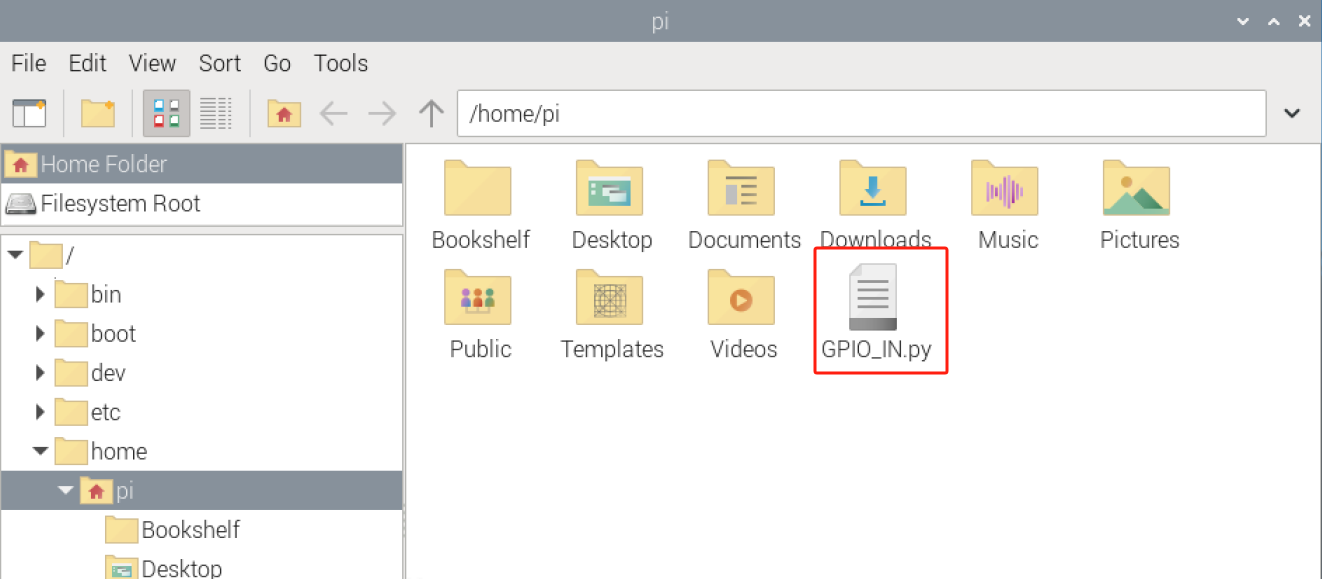 pi
File Edit View Sort Go Tools
/home/pi
Home Folder
Filesystem Root
/
bin
boot
dev
etc
home
pi
Bookshelf
Desktop
Bookshelf Desktop Documents Downloads Music Pictures
Public Templates Videos GPIO_IN.py